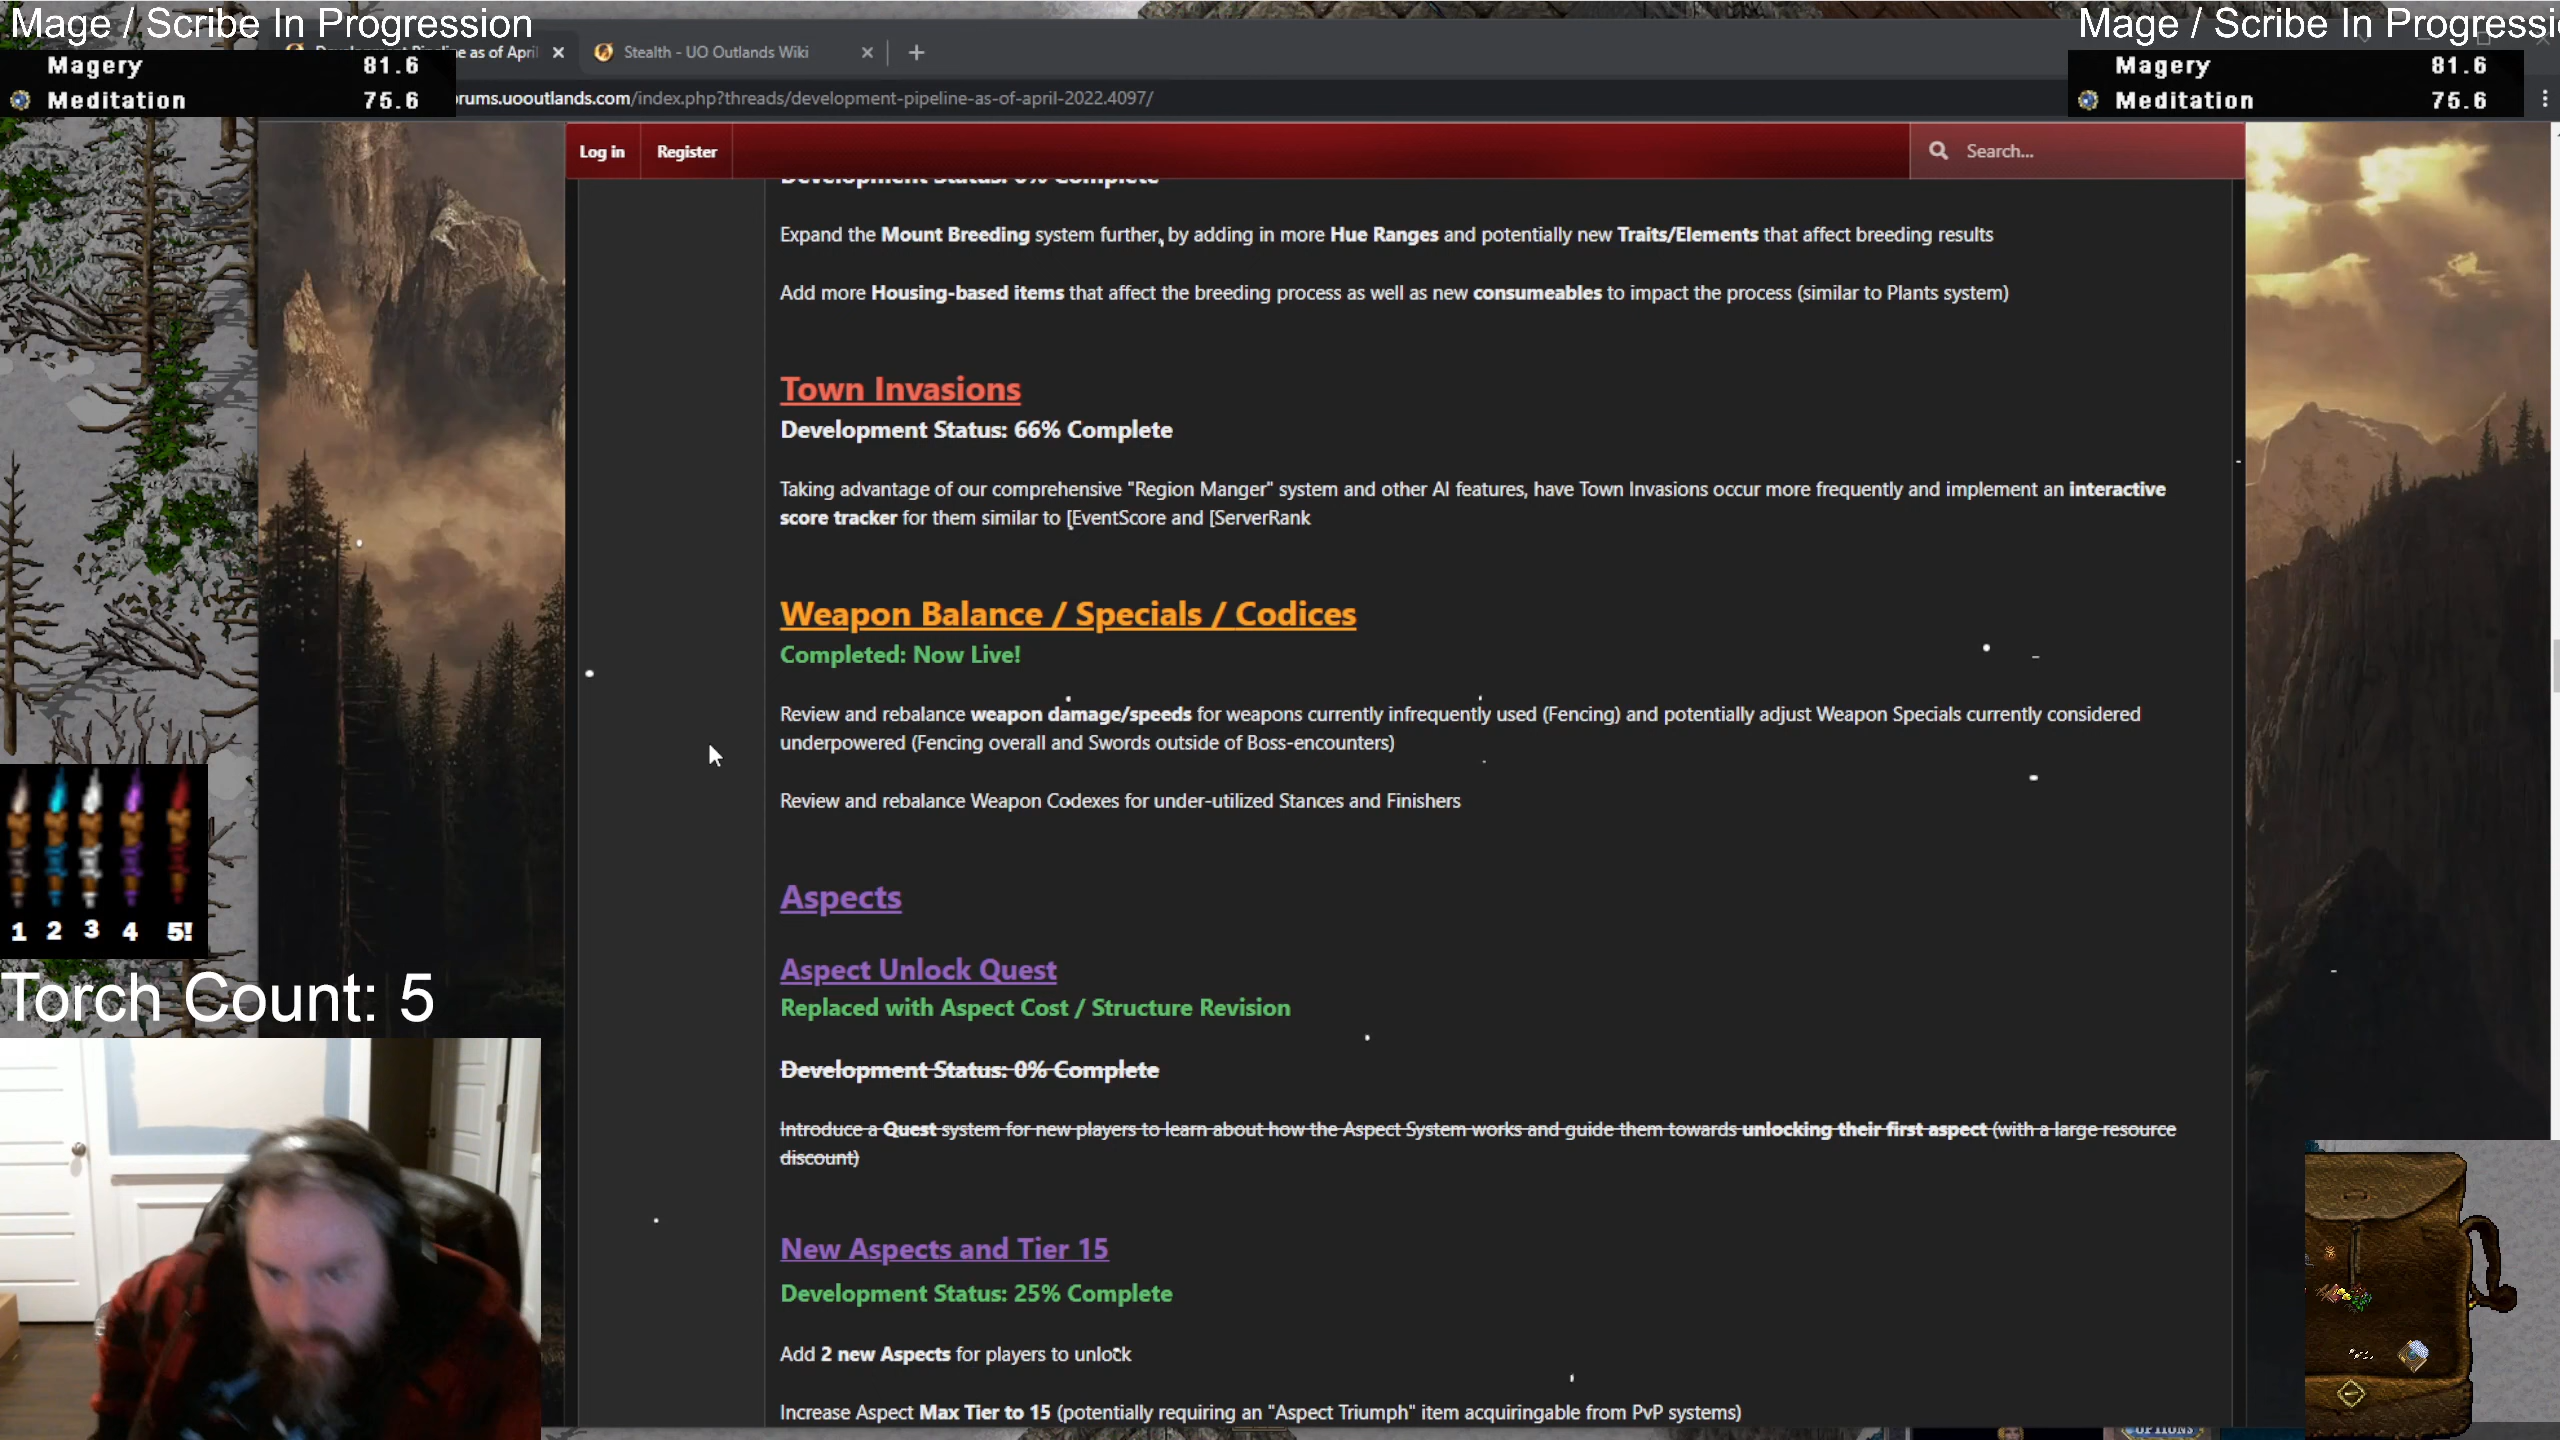 Mage / Scribe In Progression
Mage / Scribe In Progressi
as of April
Stealth - UO Outlands Wiki
Magery 81.6
Meditation 75.6
Magery 81.6
Meditation 75.6
rums.uooutlands.com/index.php?threads/development-pipeline-as-of-april-2022.4097/
Log in Register
Search...
Development Status: 0% Complete
Expand the Mount Breeding system further, by adding in more Hue Ranges and potentially new Traits/Elements that affect breeding results
Add more Housing-based items that affect the breeding process as well as new consumeables to impact the process (similar to Plants system)
Town Invasions
Development Status: 66% Complete
Taking advantage of our comprehensive "Region Manger" system and other AI features, have Town Invasions occur more frequently and implement an interactive
score tracker for them similar to [EventScore and [ServerRank
Weapon Balance / Specials / Codices
Completed: Now Live!
Review and rebalance weapon damage/speeds for weapons currently infrequently used (Fencing) and potentially adjust Weapon Specials currently considered
underpowered (Fencing overall and Swords outside of Boss-encounters)
Review and rebalance Weapon Codexes for under-utilized Stances and Finishers
Aspects
Aspect Unlock Quest
Replaced with Aspect Cost / Structure Revision
Development Status: 0% Complete
Introduce a Quest system for new players to learn about how the Aspect System works and guide them towards unlocking their first aspect (with a large resource
discount)
New Aspects and Tier 15
Development Status: 25% Complete
Add 2 new Aspects for players to unlock
Increase Aspect Max Tier to 15 (potentially requiring an "Aspect Triumph" item acquiringable from PvP systems)
1 2 3 4 5!
Torch Count: 5
OPTIONS